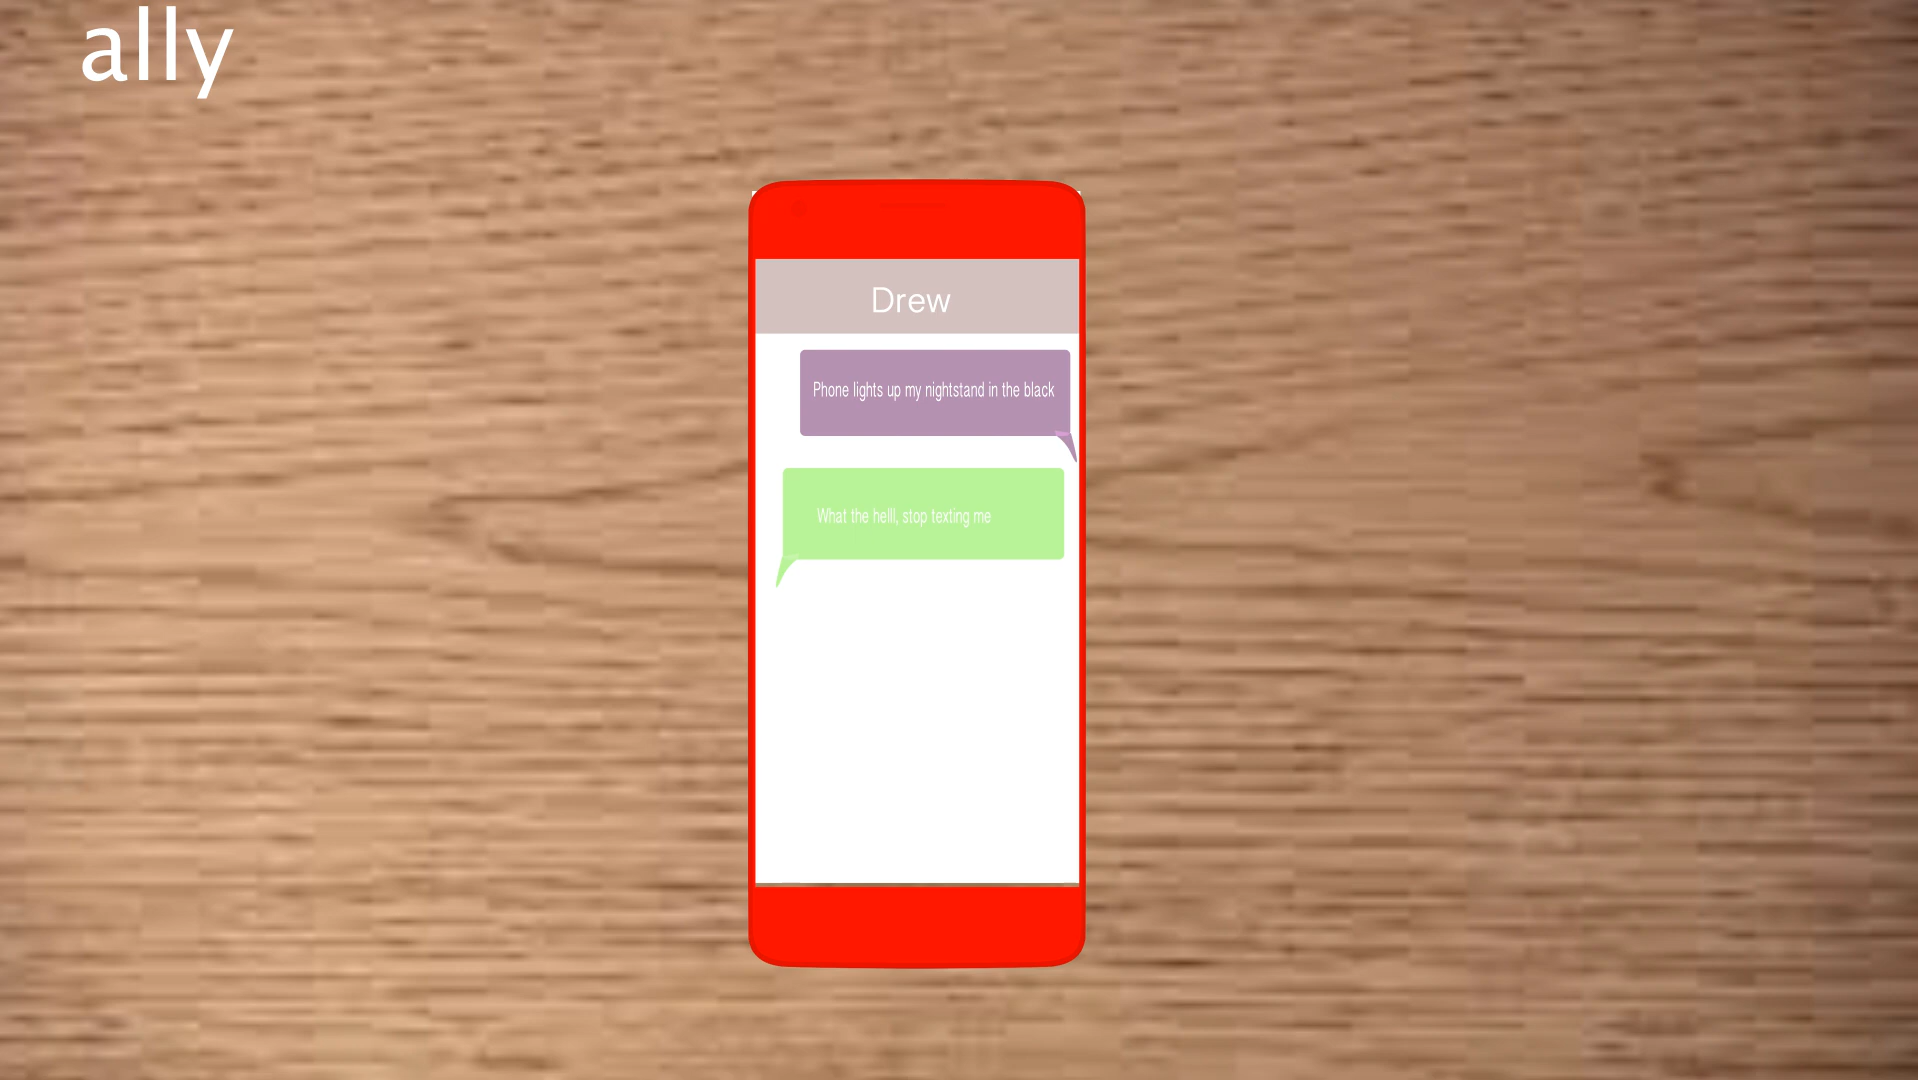 ally
Drew
Phone lights up my nightstand in the black
What the helll, stop texting me